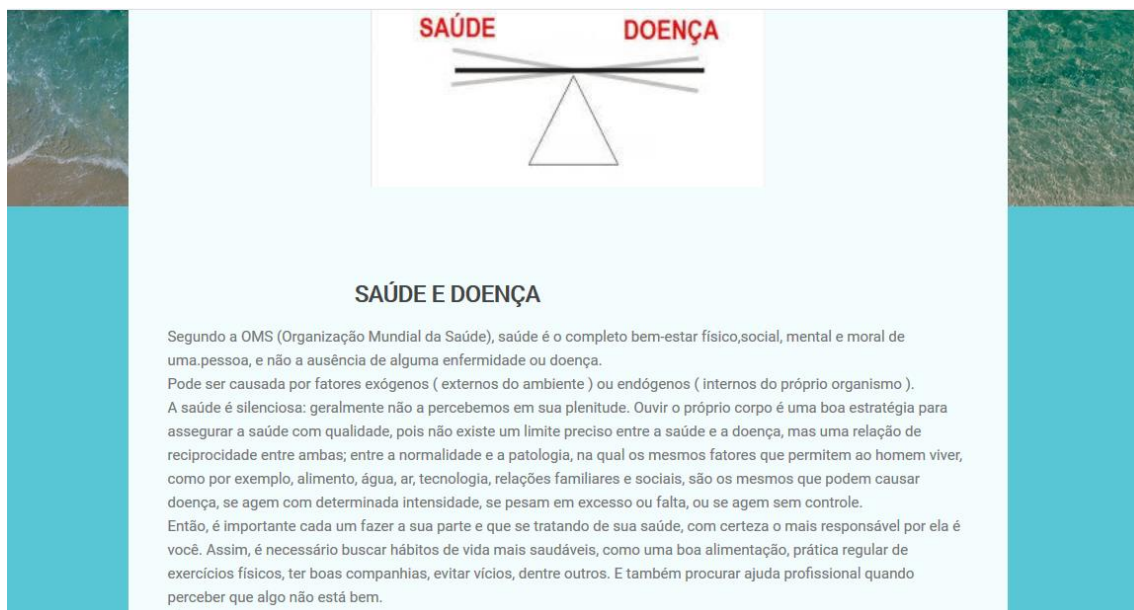 SAÚDE DOENÇA
SAÚDE E DOENÇA
Segundo a OMS (Organização Mundial da Saúde), saúde é o completo bem-estar físico,social, mental e moral de
uma.pessoa, e não a ausência de alguma enfermidade ou doença.
Pode ser causada por fatores exógenos ( externos do ambiente ) ou endógenos ( internos do próprio organismo ).
A saúde é silenciosa: geralmente não a percebemos em sua plenitude. Ouvir o próprio corpo é uma boa estratégia para
assegurar a saúde com qualidade, pois não existe um limite preciso entre a saúde e a doença, mas uma relação de
reciprocidade entre ambas; entre a normalidade e a patologia, na qual os mesmos fatores que permitem ao homem viver,
como por exemplo, alimento, água, ar, tecnologia, relações familiares e sociais, são os mesmos que podem causar
doença, se agem com determinada intensidade, se pesam em excesso ou falta, ou se agem sem controle.
Então, é importante cada um fazer a sua parte e que se tratando de sua saúde, com certeza o mais responsável por ela é
você. Assim, é necessário buscar hábitos de vida mais saudáveis, como uma boa alimentação, prática regular de
exercícios físicos, ter boas companhias, evitar vícios, dentre outros. E também procurar ajuda profissional quando
perceber que algo não está bem.